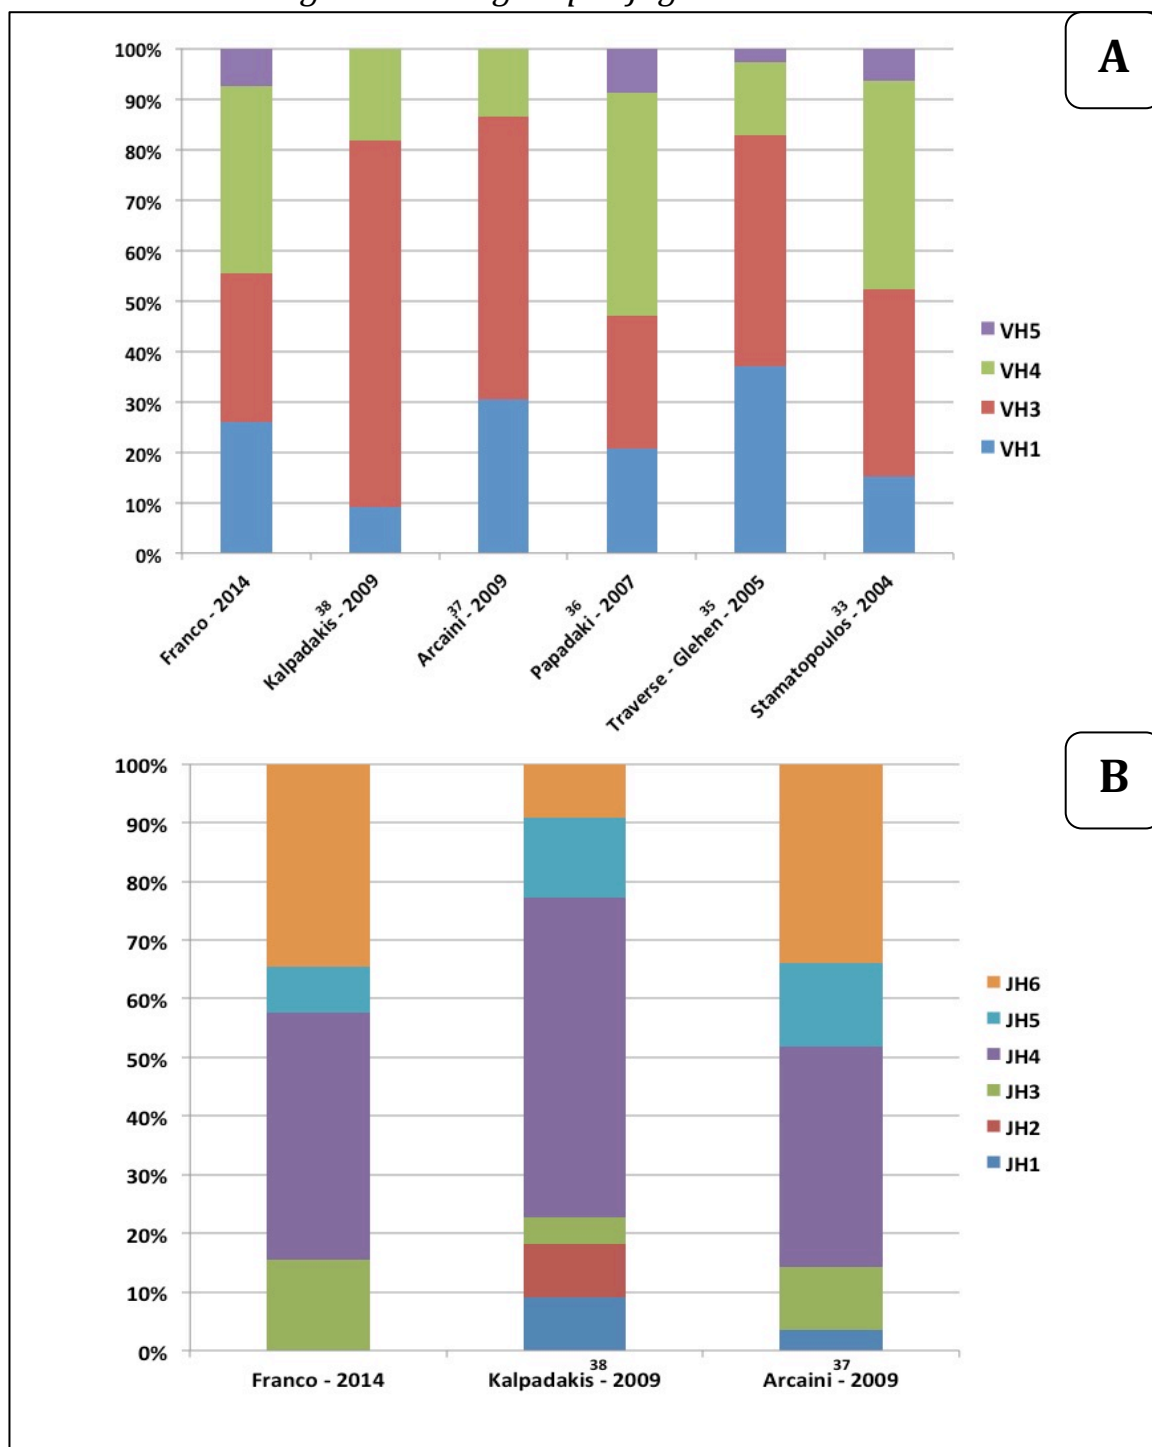 A
100%
90%
80%
70%
60%
50%
40%
30%
20%
10%
0%
VH5
VH4
VH3
VH1
Franco - 2014
Kalpadakis - 2009 38
Arcaini - 2009 37
Papadaki - 2007 36
Traverse - Glehen - 2005 35
Stamatopoulos - 2004 33
B
100%
90%
80%
70%
60%
50%
40%
30%
20%
10%
0%
JH6
JH5
JH4
JH3
JH2
JH1
Franco - 2014
Kalpadakis - 2009 38
Arcaini - 2009 37